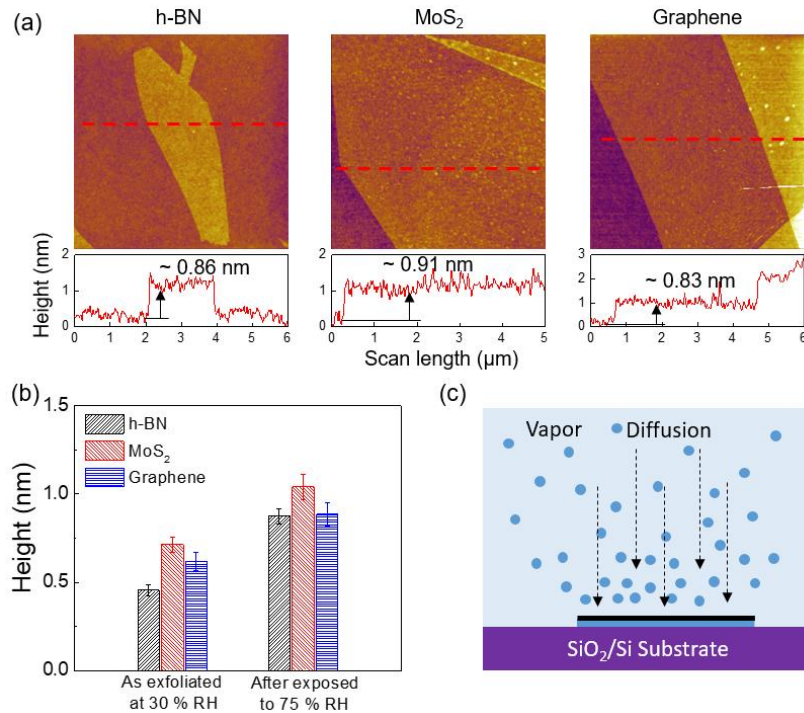 (a)
h-BN MoS₂ Graphene
Height (nm)
2
1
0
~ 0.86 nm
0 1 2 3 4 5 6
2
1
0
~ 0.91 nm
0 1 2 3 4 5
3
2
1
0
~ 0.83 nm
0 1 2 3 4 5 6
Scan length (μm)
(b)
Height (nm)
1.5
1.0
0.5
0.0
h-BN
MoS₂
Graphene
As exfoliated
at 30 % RH
After exposed
to 75 % RH
(c)
Vapor Diffusion
SiO₂/Si Substrate